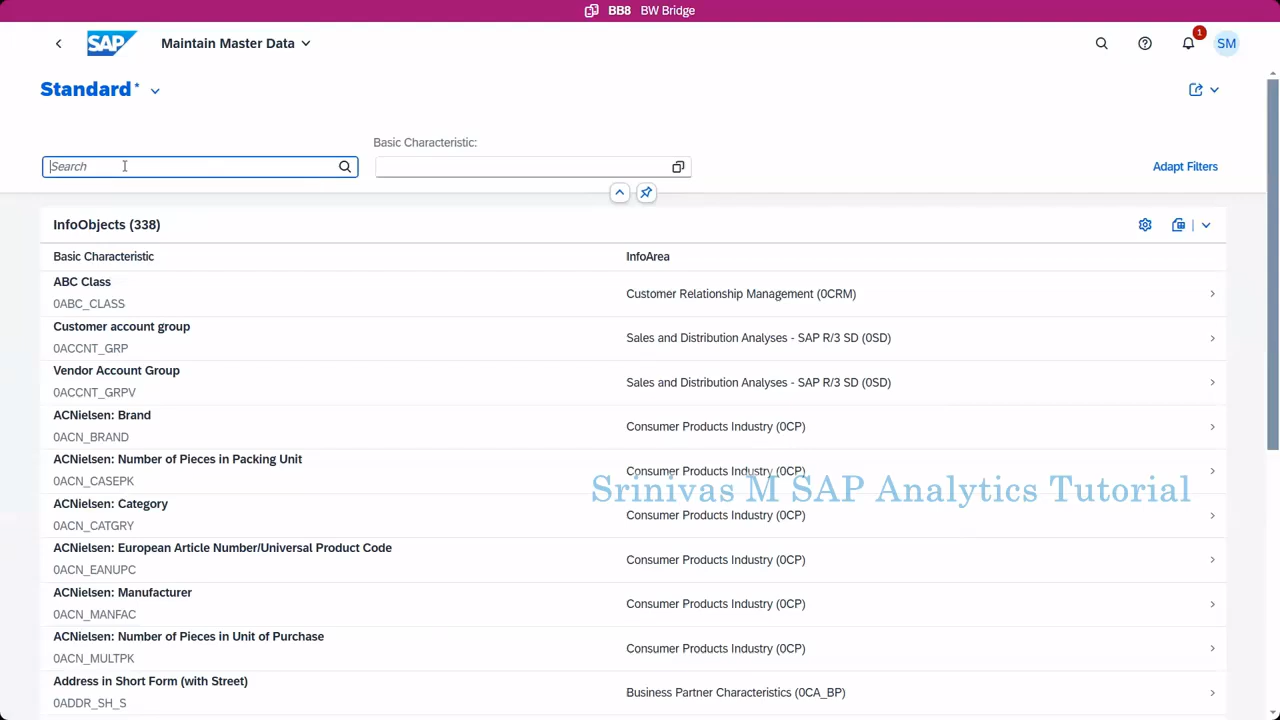 BB8 BW Bridge
SAP Maintain Master Data 1 SM
Standard *
Basic Characteristic:
Search
Adapt Filters
InfoObjects (338)
Basic Characteristic InfoArea
ABC Class
0ABC_CLASS
Customer Relationship Management (0CRM)
Customer account group
0ACCNT_GRP
Sales and Distribution Analyses - SAP R/3 SD (0SD)
Vendor Account Group
0ACCNT_GRPV
Sales and Distribution Analyses - SAP R/3 SD (0SD)
ACNielsen: Brand
0ACN_BRAND
Consumer Products Industry (0CP)
ACNielsen: Number of Pieces in Packing Unit
0ACN_CASEPK
Consumer Products Industry (0CP)
Srinivas M SAP Analytics Tutorial
ACNielsen: Category
0ACN_CATGRY
Consumer Products Industry (0CP)
ACNielsen: European Article Number/Universal Product Code
0ACN_EANUPC
Consumer Products Industry (0CP)
ACNielsen: Manufacturer
0ACN_MANFAC
Consumer Products Industry (0CP)
ACNielsen: Number of Pieces in Unit of Purchase
0ACN_MULTPK
Consumer Products Industry (0CP)
Address in Short Form (with Street)
0ADDR_SH_S
Business Partner Characteristics (0CA_BP)